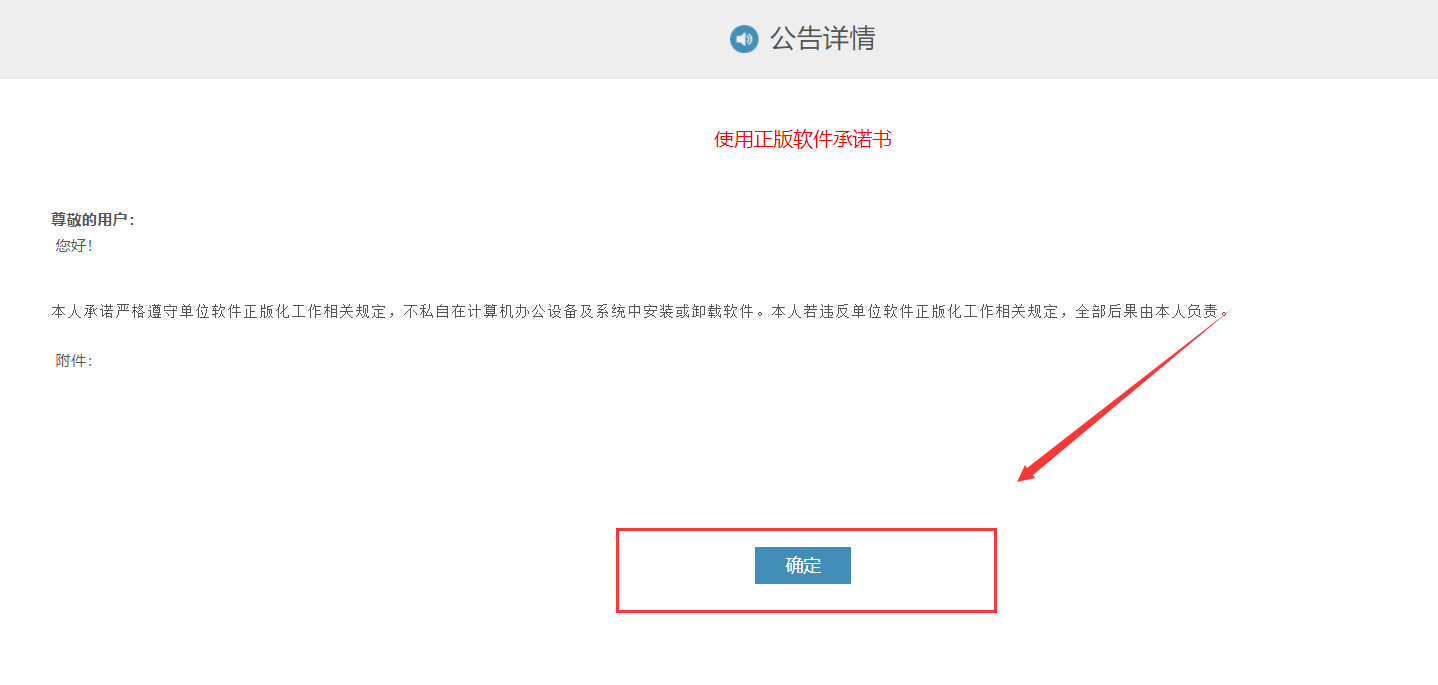 公告详情
使用正版软件承诺书
尊敬的用户：
您好！
本人承诺严格遵守单位软件正版化工作相关规定，不私自在计算机办公设备及系统中安装或卸载软件。本人若违反单位软件正版化工作相关规定，全部后果由本人负责。
附件：
确定